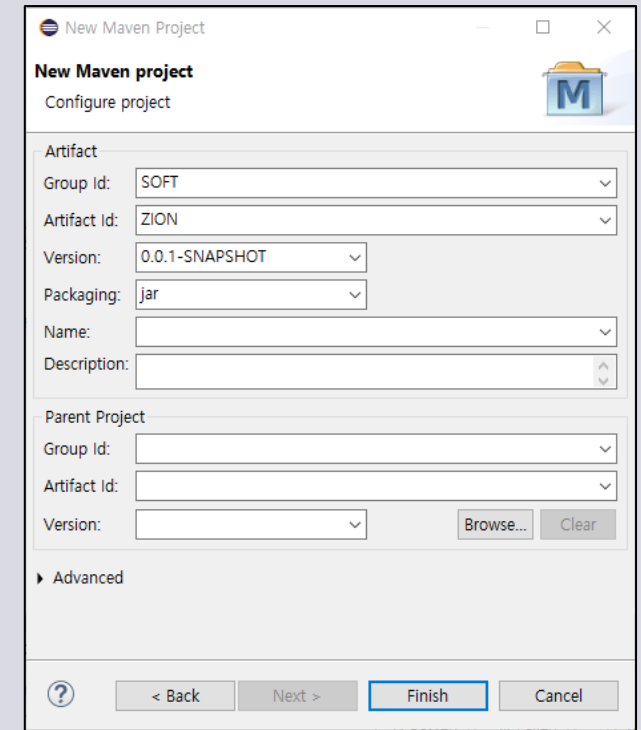 New Maven Project
New Maven project
Configure project
M
Artifact
Group Id: SOFT
Artifact Id: ZION
Version: 0.0.1-SNAPSHOT
Packaging: jar
Name:
Description:
Parent Project
Group Id:
Artifact Id:
Version: Browse... Clear
Advanced
? < Back Next > Finish Cancel